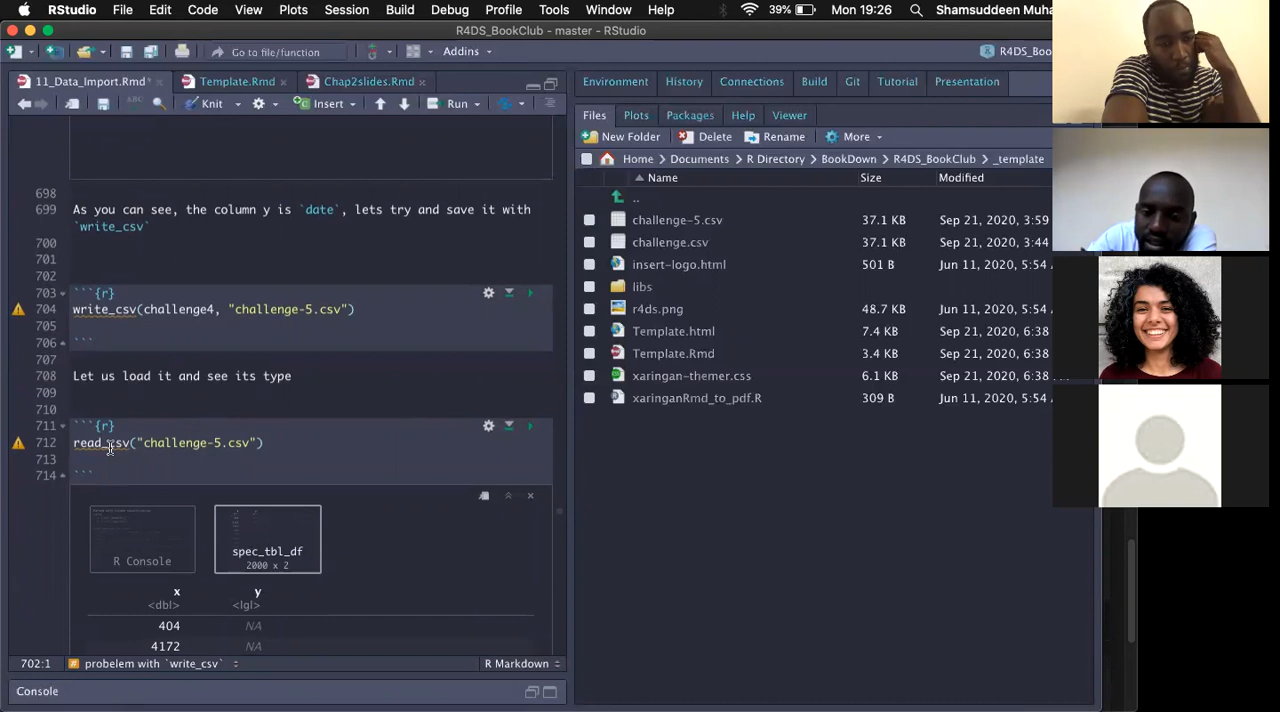 RStudio File Edit Code View Plots Session Build Debug Profile Tools Window Help 39% Mon 19:26 Shamsuddeen Muha
R4DS_BookClub - master - RStudio
Go to file/function Addins R4DS_Boo
11_Data_Import.Rmd* Template.Rmd Chap2slides.Rmd
Knit Insert Run
698
699 As you can see, the column y is `date`, lets try and save it with
`write_csv`
700
701
702
703 ```{r}
704 write_csv(challenge4, "challenge-5.csv")
705
706 ```
707
708 Let us load it and see its type
709
710
711 ```{r}
712 read_csv("challenge-5.csv")
713
714 ```
R Console
spec_tbl_df
2000 x 2
x y
<dbl> <lgl>
404 NA
4172 NA
702:1 # probelem with `write_csv` R Markdown
Console
Environment History Connections Build Git Tutorial Presentation
Files Plots Packages Help Viewer
New Folder Delete Rename More
Home Documents R Directory BookDown R4DS_BookClub _template
Name Size Modified
..
challenge-5.csv 37.1 KB Sep 21, 2020, 3:59
challenge.csv 37.1 KB Sep 21, 2020, 3:44
insert-logo.html 501 B Jun 11, 2020, 5:54
libs
r4ds.png 48.7 KB Jun 11, 2020, 5:54
Template.html 7.4 KB Sep 21, 2020, 6:38
Template.Rmd 3.4 KB Sep 21, 2020, 6:38
xaringan-themer.css 6.1 KB Sep 21, 2020, 6:38
xaringanRmd_to_pdf.R 309 B Jun 11, 2020, 5:54